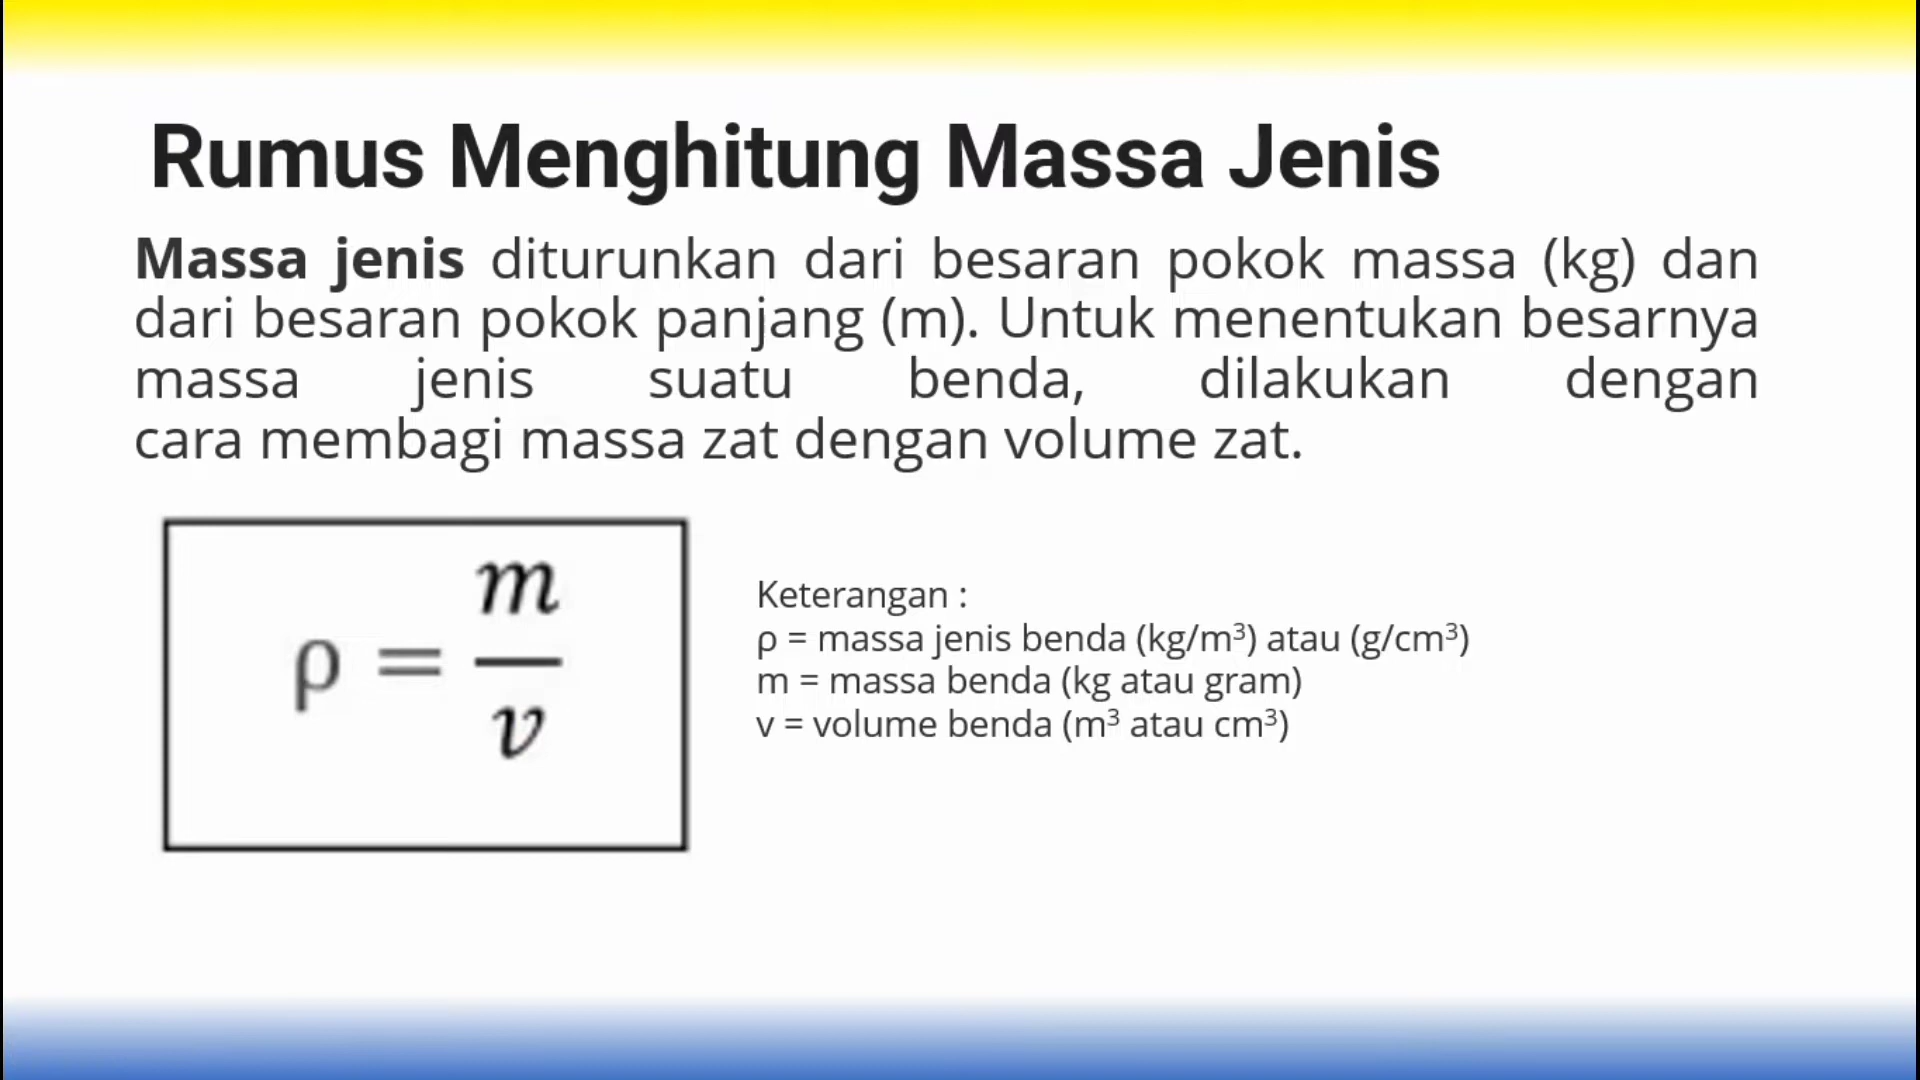 Rumus Menghitung Massa Jenis
Massa jenis diturunkan dari besaran pokok massa (kg) dan
dari besaran pokok panjang (m). Untuk menentukan besarnya
massa jenis suatu benda, dilakukan dengan
cara membagi massa zat dengan volume zat.
ρ = m/v
Keterangan :
ρ = massa jenis benda (kg/m³) atau (g/cm³)
m = massa benda (kg atau gram)
v = volume benda (m³ atau cm³)